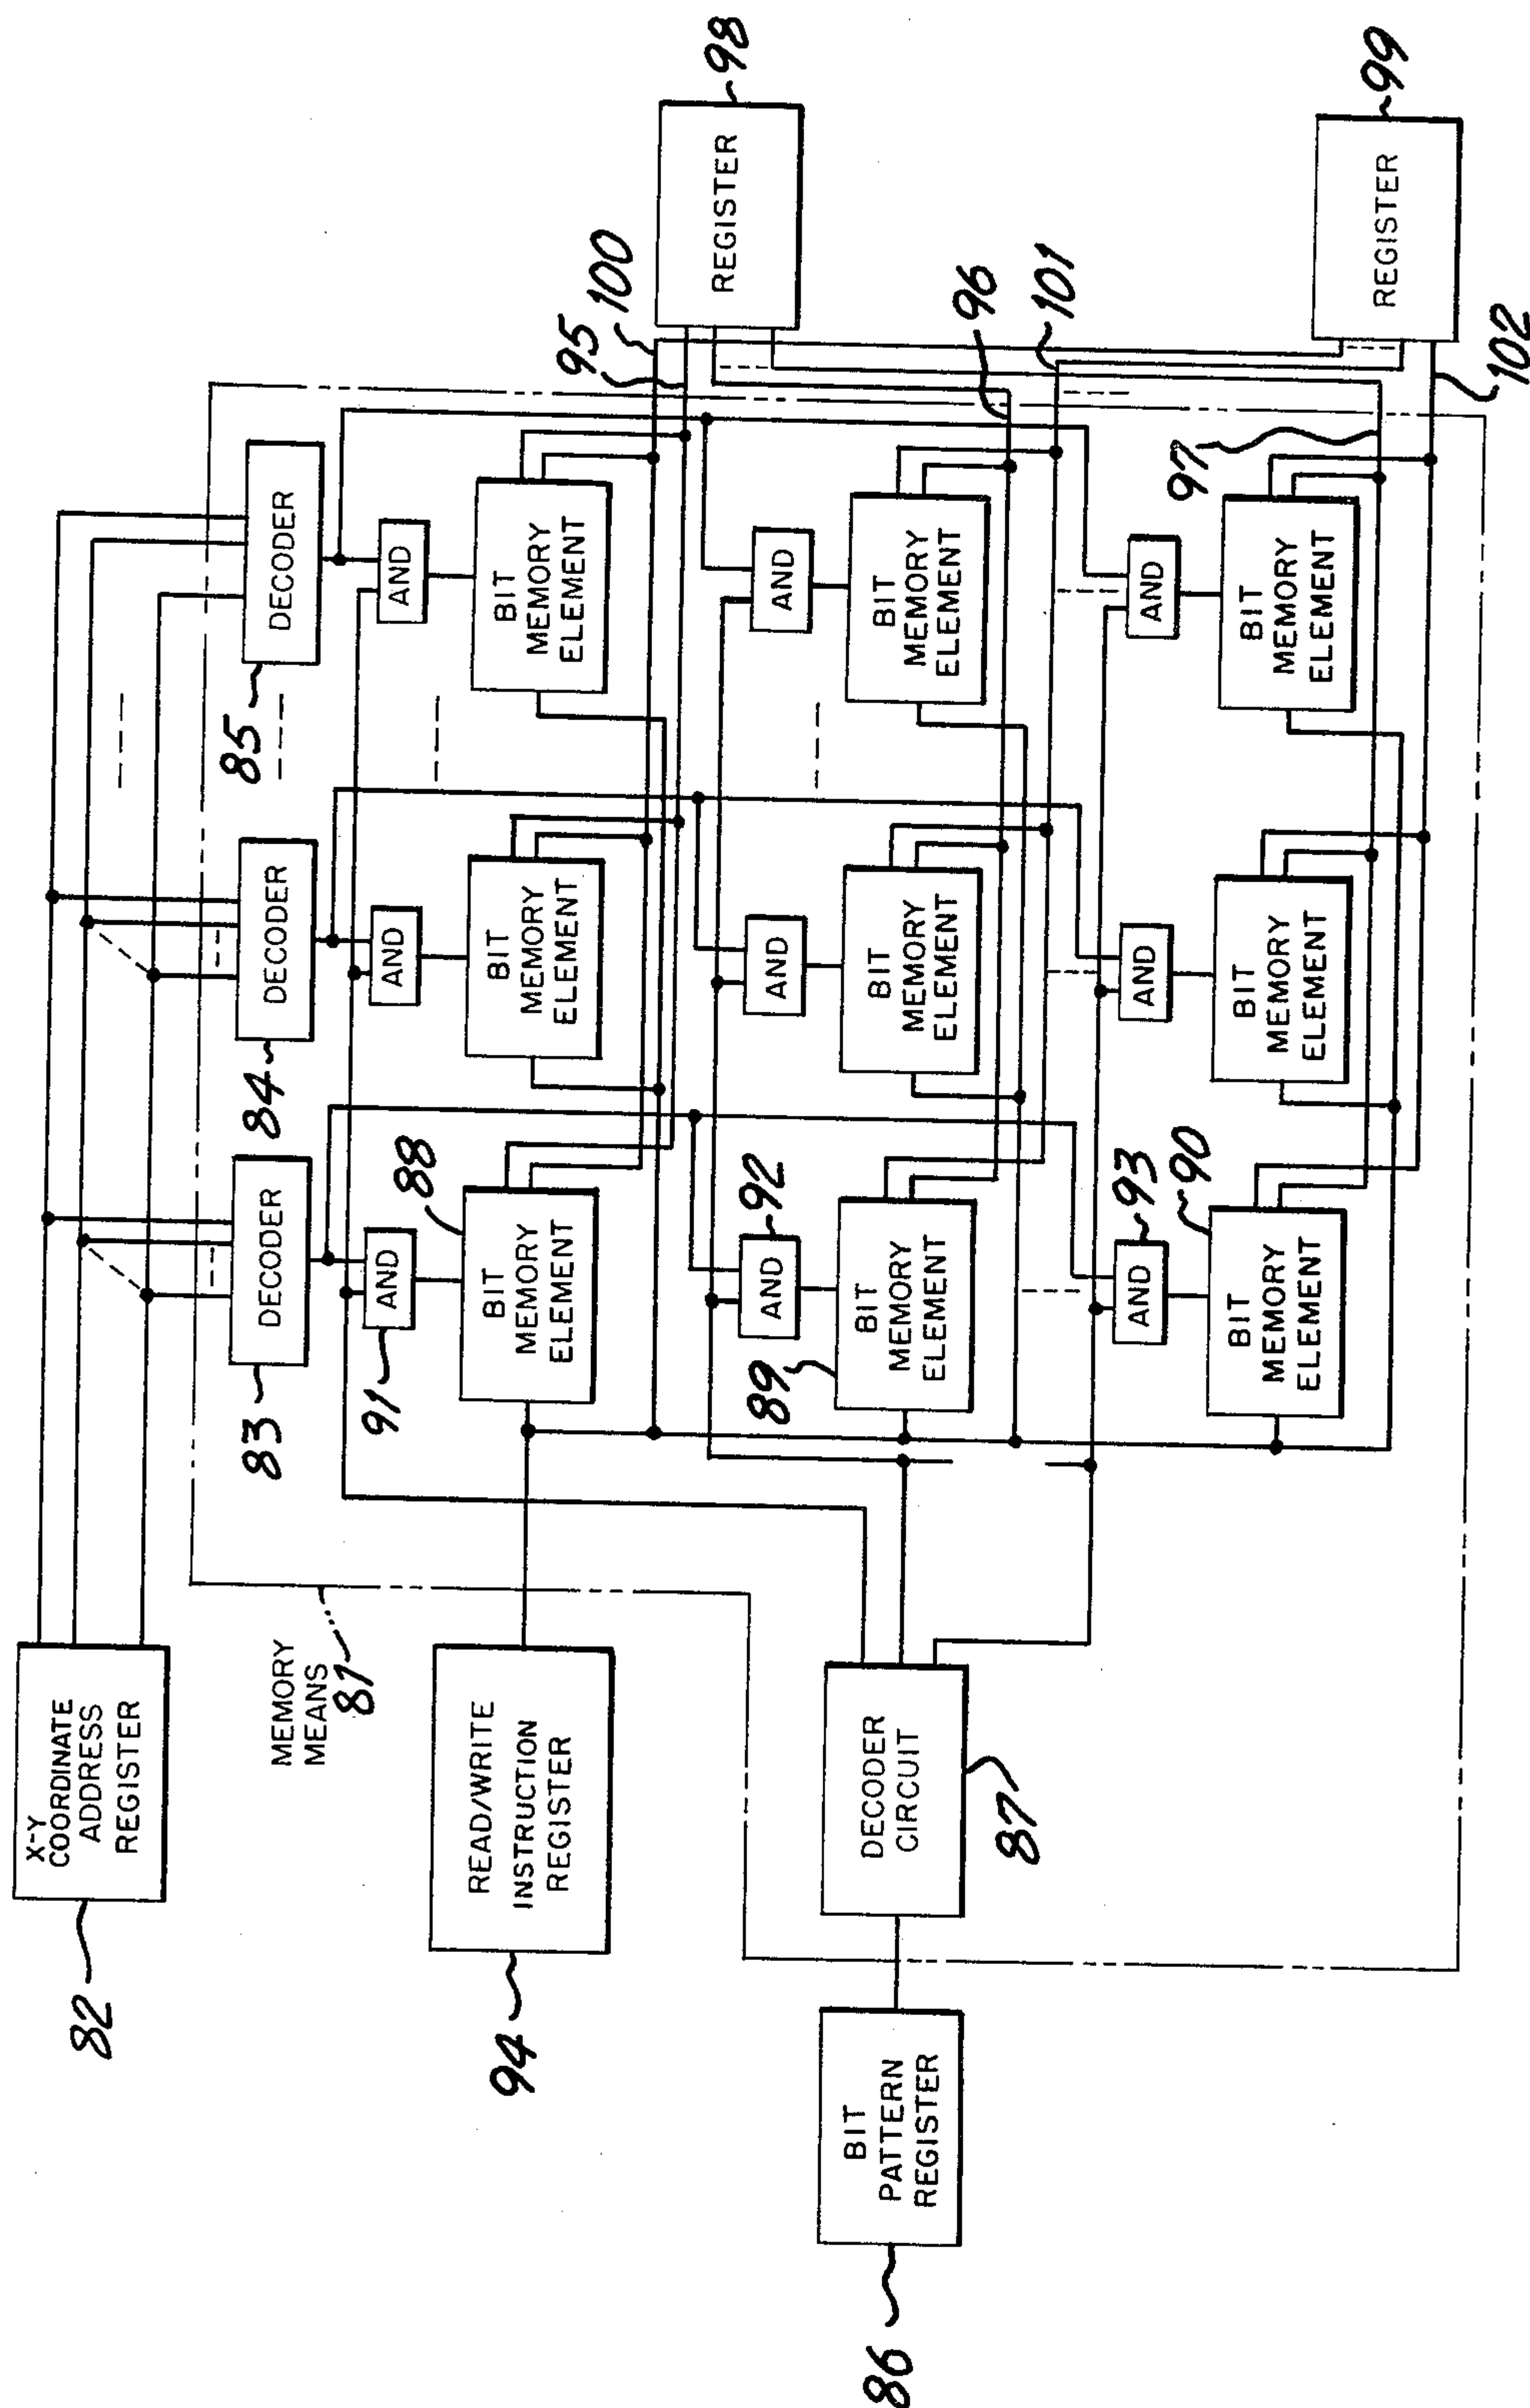 X-Y
COORDINATE
ADDRESS
REGISTER
82
MEMORY
MEANS
81
READ/WRITE
INSTRUCTION
REGISTER
94
BIT
PATTERN
REGISTER
86
DECODER
CIRCUIT
87
DECODER
83
DECODER
84
DECODER
85
AND
91
AND
AND
BIT
MEMORY
ELEMENT
88
BIT
MEMORY
ELEMENT
BIT
MEMORY
ELEMENT
95
100
REGISTER
98
AND
92
AND
AND
BIT
MEMORY
ELEMENT
89
BIT
MEMORY
ELEMENT
BIT
MEMORY
ELEMENT
96
101
AND
93
AND
AND
BIT
MEMORY
ELEMENT
90
BIT
MEMORY
ELEMENT
BIT
MEMORY
ELEMENT
97
102
REGISTER
99